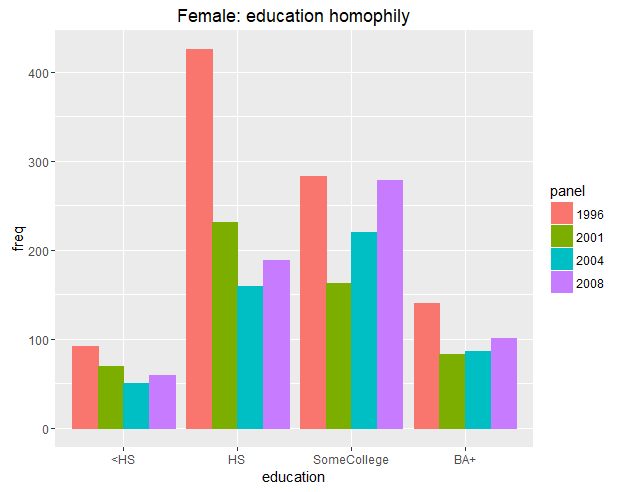 Female: education homophily
freq
400
300
200
100
0
<HS HS SomeCollege BA+
education
panel
1996
2001
2004
2008